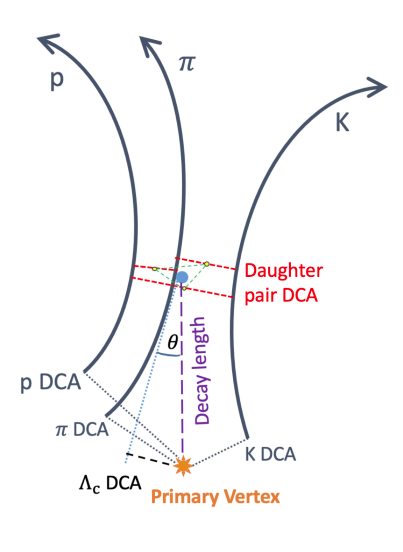 p
π
K
Daughter
pair DCA
θ
Decay length
p DCA
π DCA
K DCA
Λc DCA
Primary Vertex